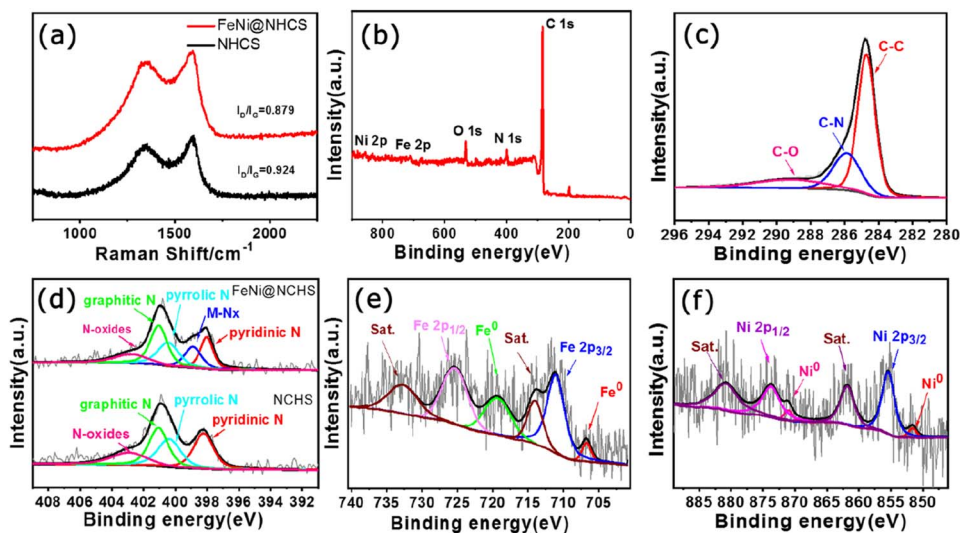 (a)
FeNi@NHCS
NHCS
I_D/I_G=0.879
I_D/I_G=0.924
1000 1500 2000
Raman Shift/cm⁻¹
Intensity(a.u.)
(b)
C 1s
O 1s
N 1s
Ni 2p
Fe 2p
900 800 700 600 500 400 300 200 100 0
Binding energy(eV)
Intensity(a.u.)
(c)
C-C
C-N
C-O
296 294 292 290 288 286 284 282 280
Binding energy(eV)
Intensity(a.u.)
(d)
FeNi@NCHS
graphitic N
pyrrolic N
M-Nx
N-oxides
pyridinic N
NCHS
graphitic N
pyrrolic N
N-oxides
pyridinic N
409 406 403 400 397 394 391
Binding energy(eV)
Intensity(a.u.)
(e)
Fe 2p1/2
Fe⁰
Sat.
Sat.
Fe 2p3/2
Fe⁰
740 735 730 725 720 715 710 705
Binding energy(eV)
Intensity(a.u.)
(f)
Ni 2p1/2
Sat.
Sat.
Ni 2p3/2
Ni⁰
Ni⁰
885 880 875 870 865 860 855 850
Binding energy(eV)
Intensity(a.u.)